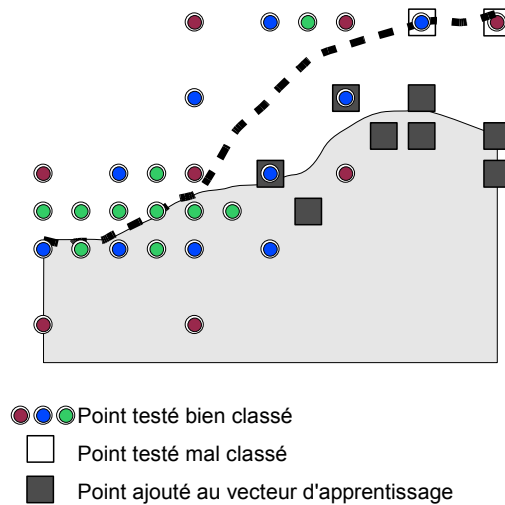 Point testé bien classé
Point testé mal classé
Point ajouté au vecteur d'apprentissage